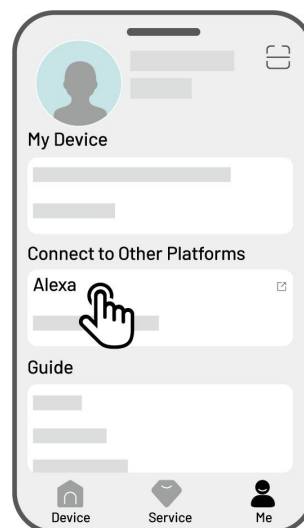 My Device
Connect to Other Platforms
Alexa
Guide
Device Service Me